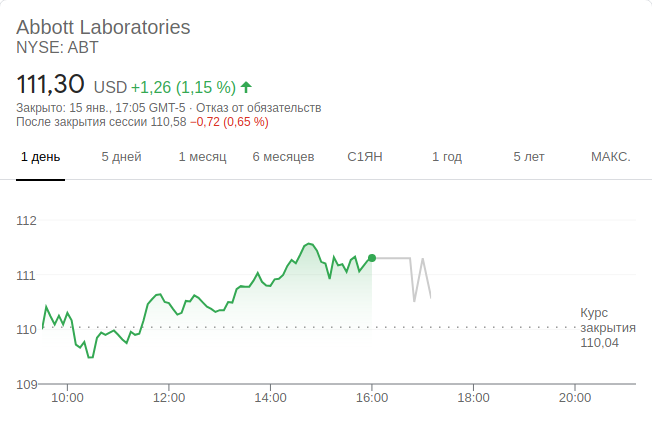 Abbott Laboratories
NYSE: ABT
111,30 USD +1,26 (1,15 %)
Закрыто: 15 янв., 17:05 GMT-5 · Отказ от обязательств
После закрытия сессии 110,58 −0,72 (0,65 %)
1 день 5 дней 1 месяц 6 месяцев С1ЯН 1 год 5 лет МАКС.
112
111
110
Курс
закрытия
110,04
109
10:00 12:00 14:00 16:00 18:00 20:00